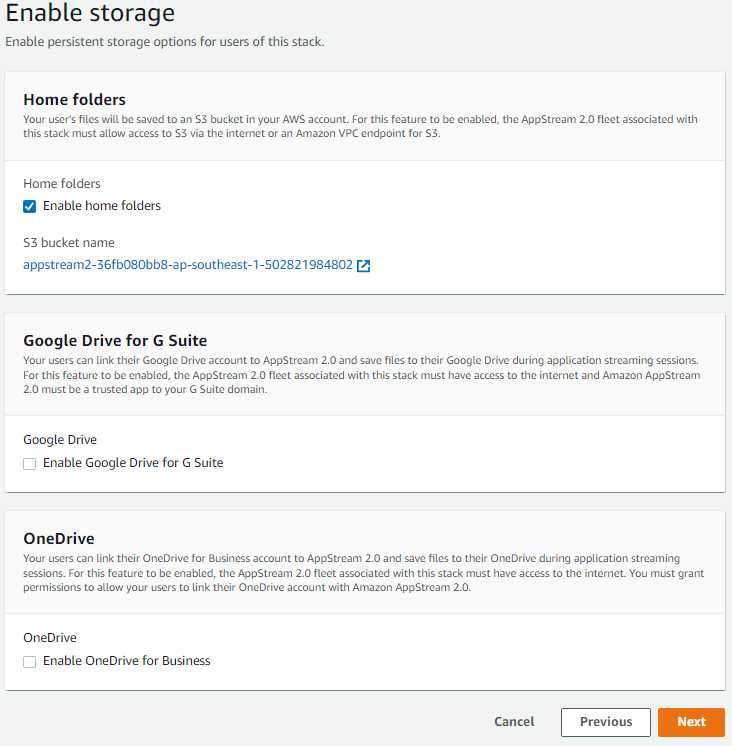 Enable storage
Enable persistent storage options for users of this stack.
Home folders
Your user's files will be saved to an S3 bucket in your AWS account. For this feature to be enabled, the AppStream 2.0 fleet associated with
this stack must allow access to S3 via the internet or an Amazon VPC endpoint for S3.
Home folders
Enable home folders
S3 bucket name
appstream2-36fb080bb8-ap-southeast-1-502821984802
Google Drive for G Suite
Your users can link their Google Drive account to AppStream 2.0 and save files to their Google Drive during application streaming sessions.
For this feature to be enabled, the AppStream 2.0 fleet associated with this stack must have access to the internet and Amazon AppStream
2.0 must be a trusted app to your G Suite domain.
Google Drive
Enable Google Drive for G Suite
OneDrive
Your users can link their OneDrive for Business account to AppStream 2.0 and save files to their OneDrive during application streaming
sessions. For this feature to be enabled, the AppStream 2.0 fleet associated with this stack must have access to the internet. You must grant
permissions to allow your users to link their OneDrive account with Amazon AppStream 2.0.
OneDrive
Enable OneDrive for Business
Cancel Previous Next